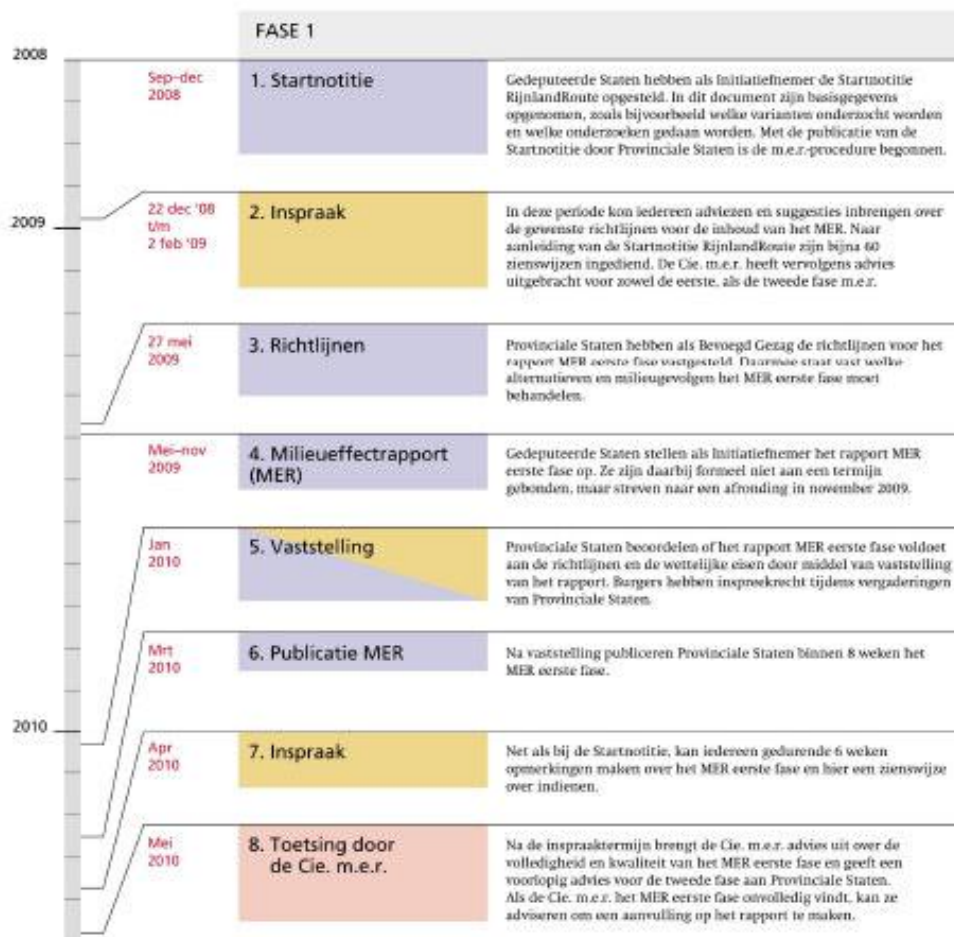 FASE 1
2008
Sep–dec
2008
1. Startnotitie
Gedeputeerde Staten hebben als Initiatiefnemer de Startnotitie
RijnlandRoute opgesteld. In dit document zijn basisgegevens
opgenomen, zoals bijvoorbeeld welke varianten onderzocht worden
en welke onderzoeken gedaan worden. Met de publicatie van de
Startnotitie door Provinciale Staten is de m.e.r.-procedure begonnen.
2009
22 dec '08
t/m
2 feb '09
2. Inspraak
In deze periode kon iedereen adviezen en suggesties inbrengen over
de gewenste richtlijnen voor de inhoud van het MER. Naar
aanleiding van de Startnotitie RijnlandRoute zijn bijna 60
zienswijzen ingediend. De Cie. m.e.r. heeft vervolgens advies
uitgebracht voor zowel de eerste, als de tweede fase m.e.r.
27 mei
2009
3. Richtlijnen
Provinciale Staten hebben als Bevoegd Gezag de richtlijnen voor het
rapport MER eerste fase vastgesteld. Daarmee staat vast welke
alternatieven en milieugevolgen het MER eerste fase moet
behandelen.
Mei–nov
2009
4. Milieueffectrapport
(MER)
Gedeputeerde Staten stellen als Initiatiefnemer het rapport MER
eerste fase op. Ze zijn daarbij formeel niet aan een termijn
gebonden, maar streven naar een afronding in november 2009.
Jan
2010
5. Vaststelling
Provinciale Staten beoordelen of het rapport MER eerste fase voldoet
aan de richtlijnen en de wettelijke eisen door middel van vaststelling
van het rapport. Burgers hebben inspreekrecht tijdens vergaderingen
van Provinciale Staten.
Mrt
2010
6. Publicatie MER
Na vaststelling publiceren Provinciale Staten binnen 8 weken het
MER eerste fase.
2010
Apr
2010
7. Inspraak
Net als bij de Startnotitie, kan iedereen gedurende 6 weken
opmerkingen maken over het MER eerste fase en hier een zienswijze
over indienen.
Mei
2010
8. Toetsing door
de Cie. m.e.r.
Na de inspraaktermijn brengt de Cie. m.e.r. advies uit over de
volledigheid en kwaliteit van het MER eerste fase en geeft een
voorlopig advies voor de tweede fase aan Provinciale Staten.
Als de Cie. m.e.r. het MER eerste fase onvolledig vindt, kan ze
adviseren om een aanvulling op het rapport te maken.